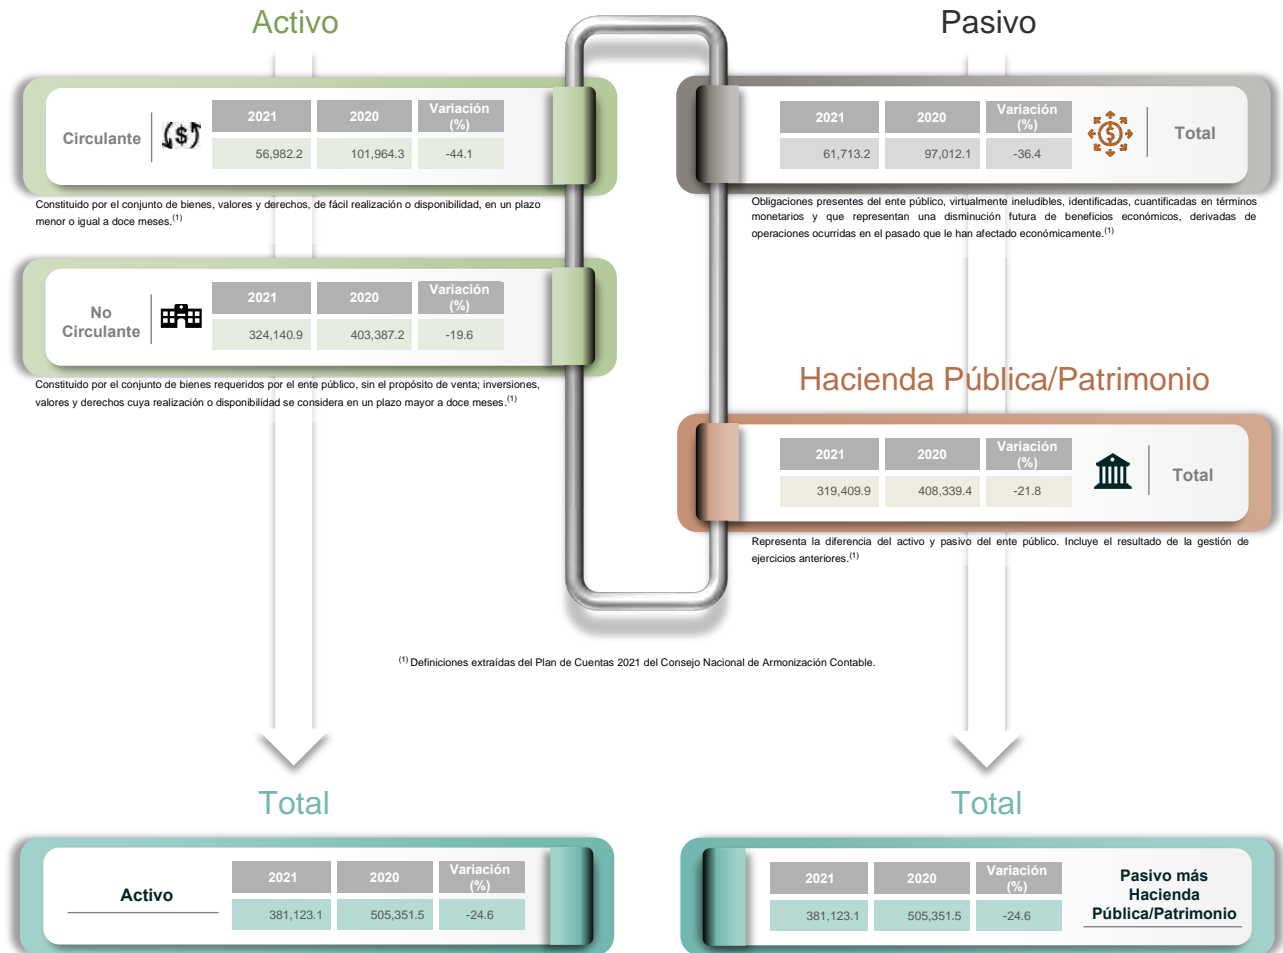 Activo
Circulante
2021 2020 Variación (%)
56,982.2 101,964.3 -44.1
Constituido por el conjunto de bienes, valores y derechos, de fácil realización o disponibilidad, en un plazo
menor o igual a doce meses.(1)
No
Circulante
2021 2020 Variación (%)
324,140.9 403,387.2 -19.6
Constituido por el conjunto de bienes requeridos por el ente público, sin el propósito de venta; inversiones,
valores y derechos cuya realización o disponibilidad se considera en un plazo mayor a doce meses.(1)
Pasivo
2021 2020 Variación (%)
61,713.2 97,012.1 -36.4
Total
Obligaciones presentes del ente público, virtualmente ineludibles, identificadas, cuantificadas en términos
monetarios y que representan una disminución futura de beneficios económicos, derivadas de
operaciones ocurridas en el pasado que le han afectado económicamente.(1)
Hacienda Pública/Patrimonio
2021 2020 Variación (%)
319,409.9 408,339.4 -21.8
Total
Representa la diferencia del activo y pasivo del ente público. Incluye el resultado de la gestión de
ejercicios anteriores.(1)
(1) Definiciones extraídas del Plan de Cuentas 2021 del Consejo Nacional de Armonización Contable.
Total
Activo
2021 2020 Variación (%)
381,123.1 505,351.5 -24.6
Total
2021 2020 Variación (%)
381,123.1 505,351.5 -24.6
Pasivo más
Hacienda
Pública/Patrimonio